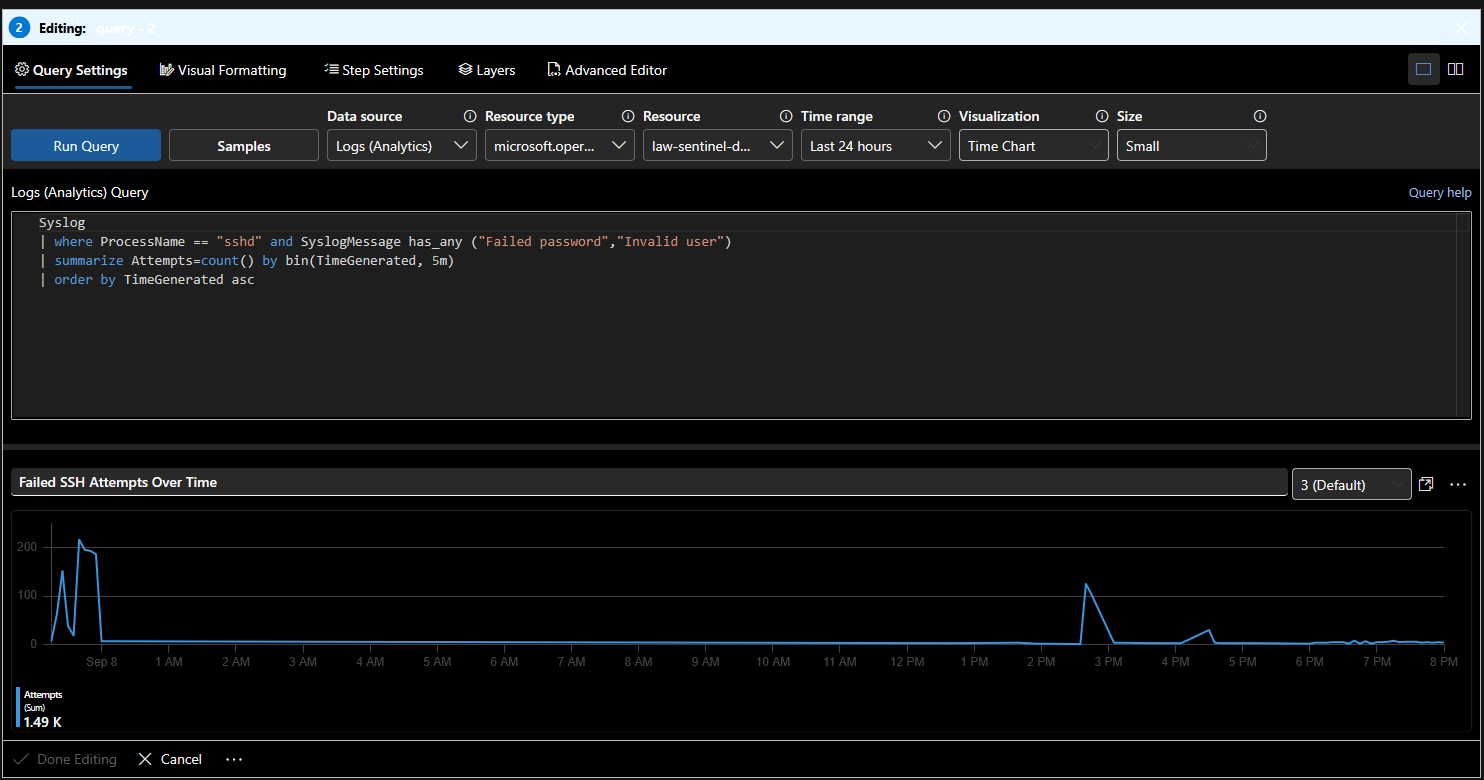 2 Editing: query - 2
Query Settings Visual Formatting Step Settings Layers Advanced Editor
Data source Resource type Resource Time range Visualization Size
Run Query Samples Logs (Analytics) microsoft.oper... law-sentinel-d... Last 24 hours Time Chart Small
Logs (Analytics) Query Query help
Syslog
| where ProcessName == "sshd" and SyslogMessage has_any ("Failed password","Invalid user")
| summarize Attempts=count() by bin(TimeGenerated, 5m)
| order by TimeGenerated asc
Failed SSH Attempts Over Time 3 (Default)
200
100
0
Sep 8 1 AM 2 AM 3 AM 4 AM 5 AM 6 AM 7 AM 8 AM 9 AM 10 AM 11 AM 12 PM 1 PM 2 PM 3 PM 4 PM 5 PM 6 PM 7 PM 8 PM
Attempts
(Sum)
1.49 K
Done Editing Cancel ...